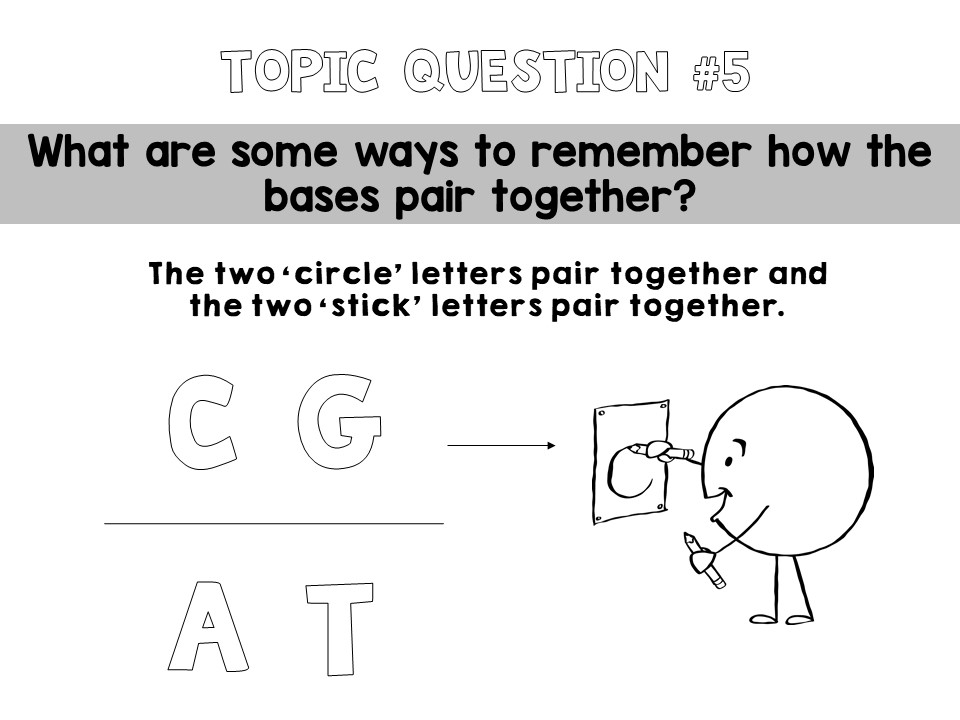 TOPIC QUESTION #5
What are some ways to remember how the
bases pair together?
The two ‘circle’ letters pair together and
the two ‘stick’ letters pair together.
C G
A T